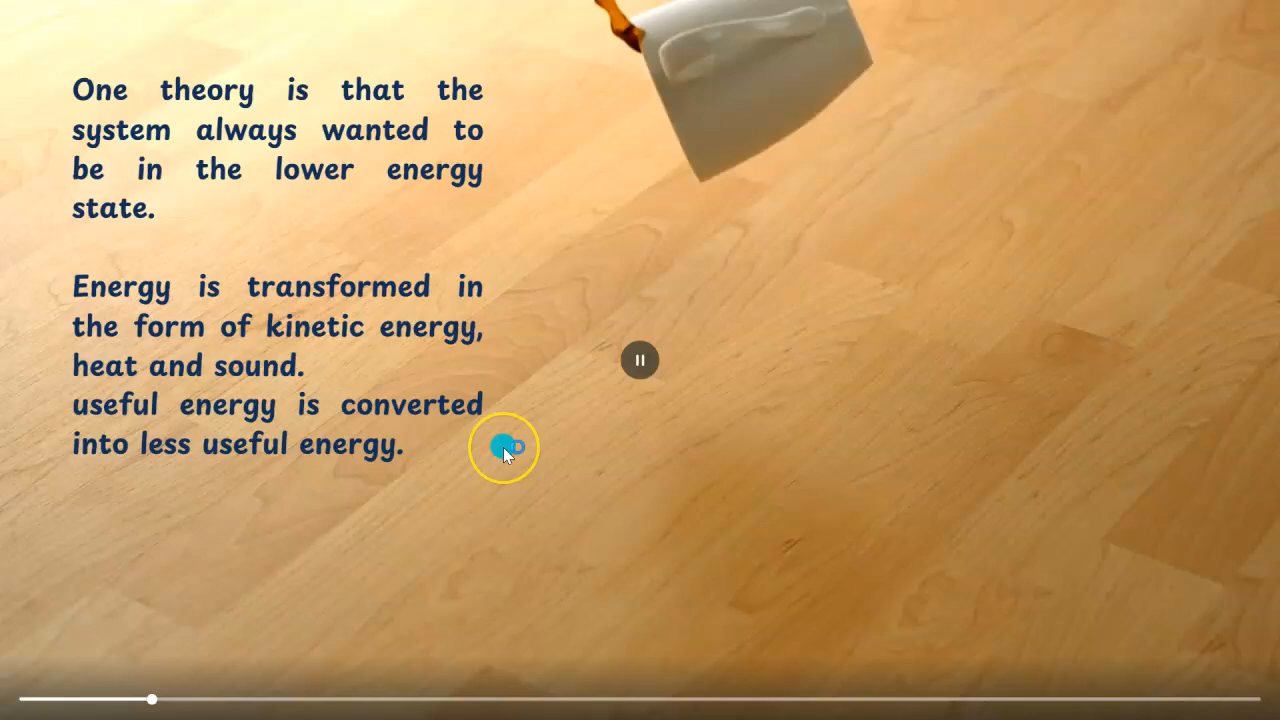 One theory is that the
system always wanted to
be in the lower energy
state.
Energy is transformed in
the form of kinetic energy,
heat and sound.
useful energy is converted
into less useful energy.